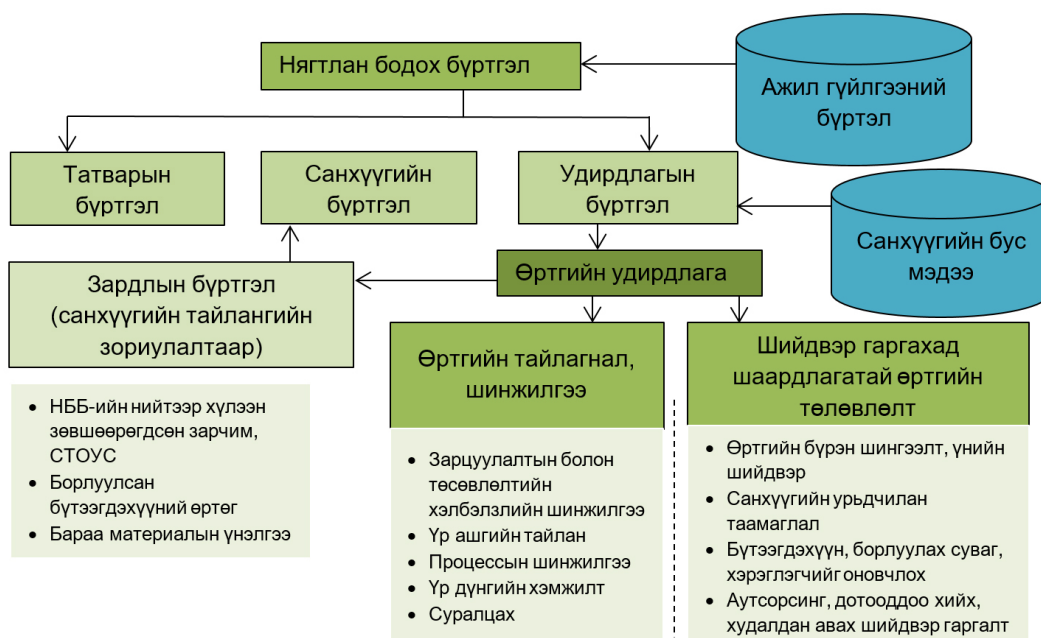 Нягтлан бодох бүртгэл
Ажил гүйлгээний
бүртэл
Татварын
бүртгэл
Санхүүгийн
бүртгэл
Удирдлагын
бүртгэл
Санхүүгийн бус
мэдээ
Өртгийн удирдлага
Зардлын бүртгэл
(санхүүгийн тайлангийн
зориулалтаар)
• НББ-ийн нийтээр хүлээн
зөвшөөрөгдсөн зарчим,
СТОУС
• Борлуулсан
бүтээгдэхүүний өртөг
• Бараа материалын үнэлгээ
Өртгийн тайлагнал,
шинжилгээ
• Зарцуулалтын болон
төсөвлөлтийн
хэлбэлзлийн шинжилгээ
• Үр ашгийн тайлан
• Процессын шинжилгээ
• Үр дүнгийн хэмжилт
• Суралцах
Шийдвэр гаргахад
шаардлагатай өртгийн
төлөвлөлт
• Өртгийн бүрэн шингээлт, үнийн
шийдвэр
• Санхүүгийн урьдчилан
таамаглал
• Бүтээгдэхүүн, борлуулах суваг,
хэрэглэгчийг оновчлох
• Аутсорсинг, дотооддоо хийх,
худалдан авах шийдвэр гаргалт